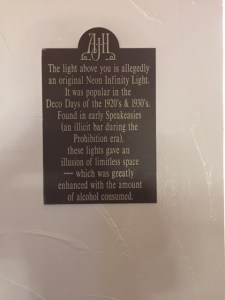 AJH
The light above you is allegedly
an original Neon Infinity Light.
It was popular in the
Deco Days of the 1920's & 1930's.
Found in early Speakeasies
(an illicit bar during the
Prohibition era),
these lights gave an
illusion of limitless space
— which was greatly
enhanced with the amount
of alcohol consumed.